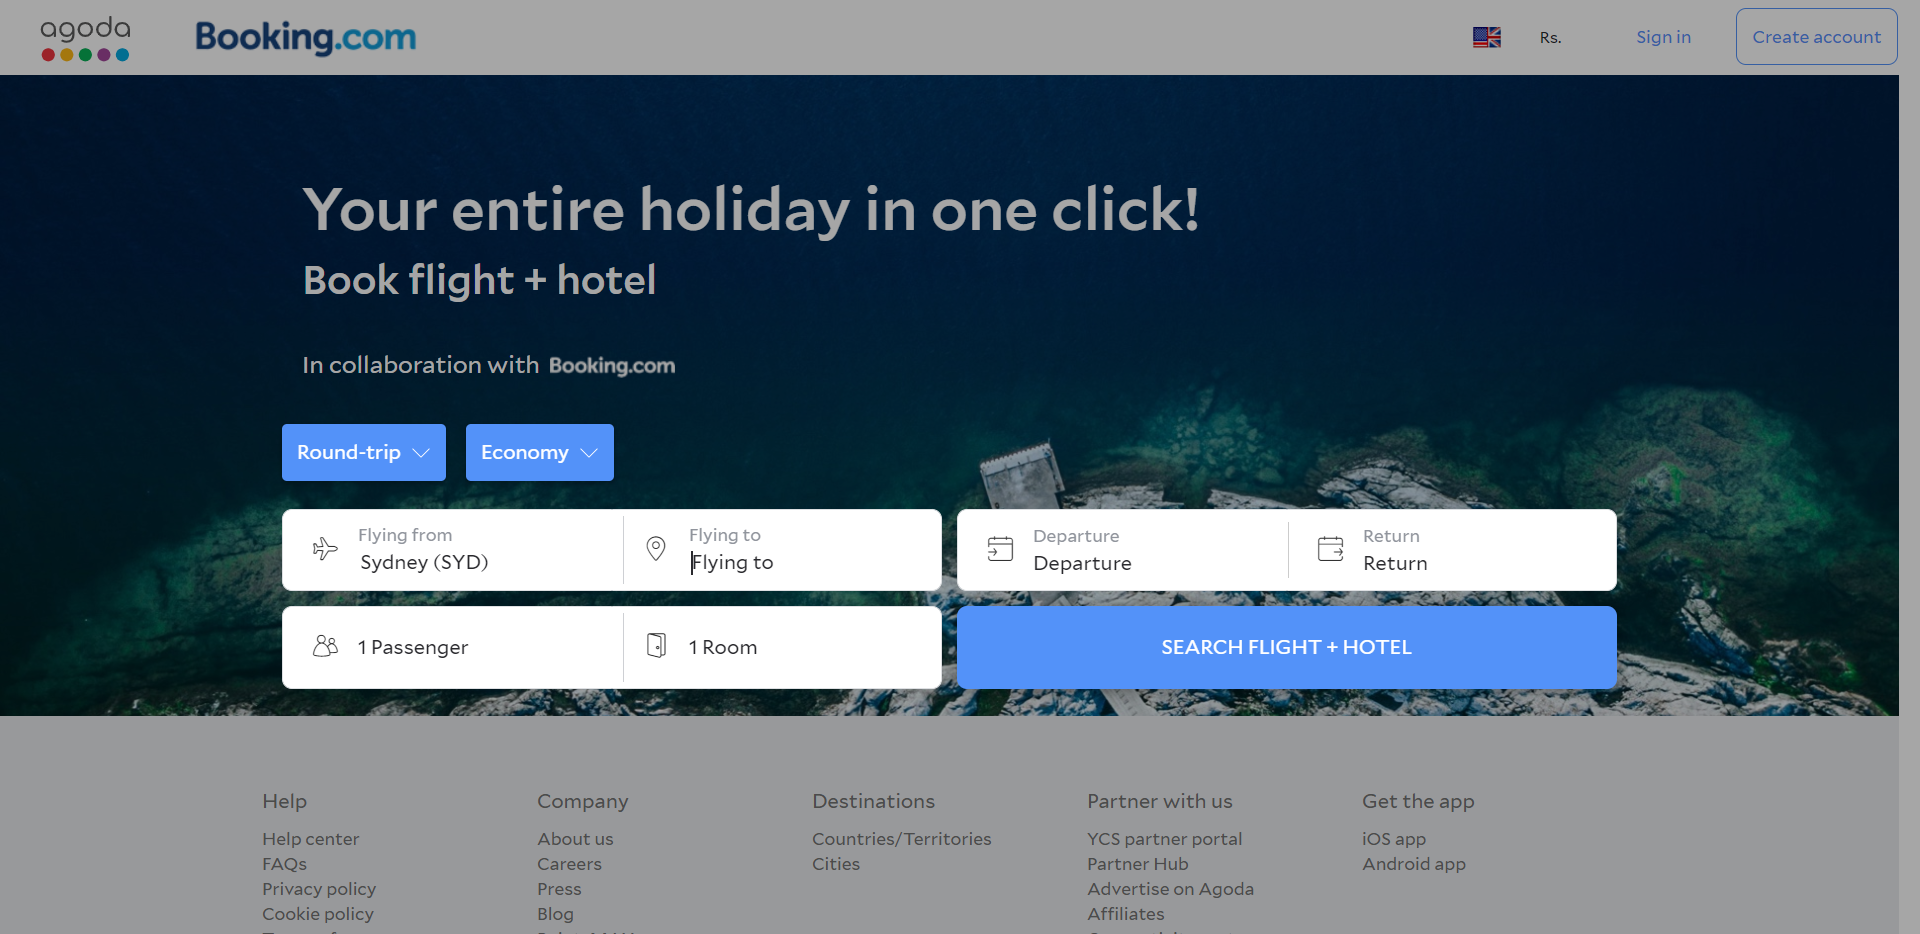 agoda
Booking.com
Rs.
Sign in
Create account
Your entire holiday in one click!
Book flight + hotel
In collaboration with Booking.com
Round-trip
Economy
Flying from
Sydney (SYD)
Flying to
Flying to
Departure
Departure
Return
Return
1 Passenger
1 Room
SEARCH FLIGHT + HOTEL
Help
Help center
FAQs
Privacy policy
Cookie policy
Company
About us
Careers
Press
Blog
Destinations
Countries/Territories
Cities
Partner with us
YCS partner portal
Partner Hub
Advertise on Agoda
Affiliates
Get the app
iOS app
Android app